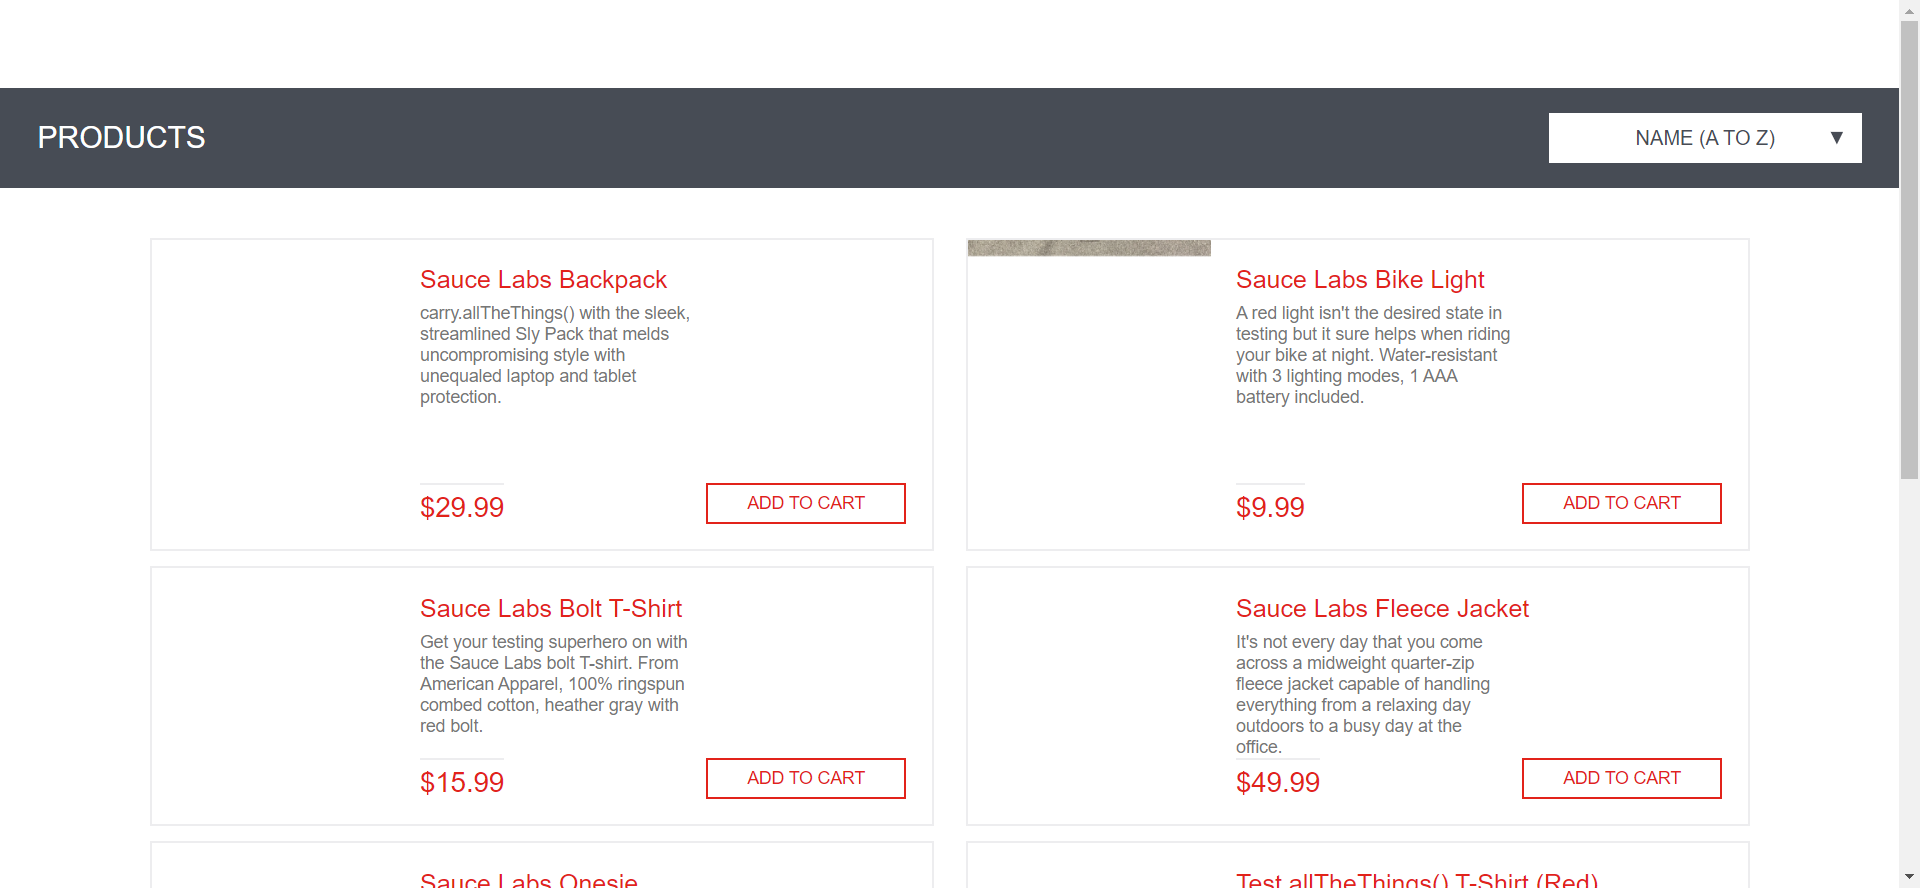 PRODUCTS
NAME (A TO Z)
Sauce Labs Backpack
carry.allTheThings() with the sleek,
streamlined Sly Pack that melds
uncompromising style with
unequaled laptop and tablet
protection.
$29.99
ADD TO CART
Sauce Labs Bike Light
A red light isn't the desired state in
testing but it sure helps when riding
your bike at night. Water-resistant
with 3 lighting modes, 1 AAA
battery included.
$9.99
ADD TO CART
Sauce Labs Bolt T-Shirt
Get your testing superhero on with
the Sauce Labs bolt T-shirt. From
American Apparel, 100% ringspun
combed cotton, heather gray with
red bolt.
$15.99
ADD TO CART
Sauce Labs Fleece Jacket
It's not every day that you come
across a midweight quarter-zip
fleece jacket capable of handling
everything from a relaxing day
outdoors to a busy day at the
office.
$49.99
ADD TO CART
Sauce Labs Onesie
Test.allTheThings() T-Shirt (Red)